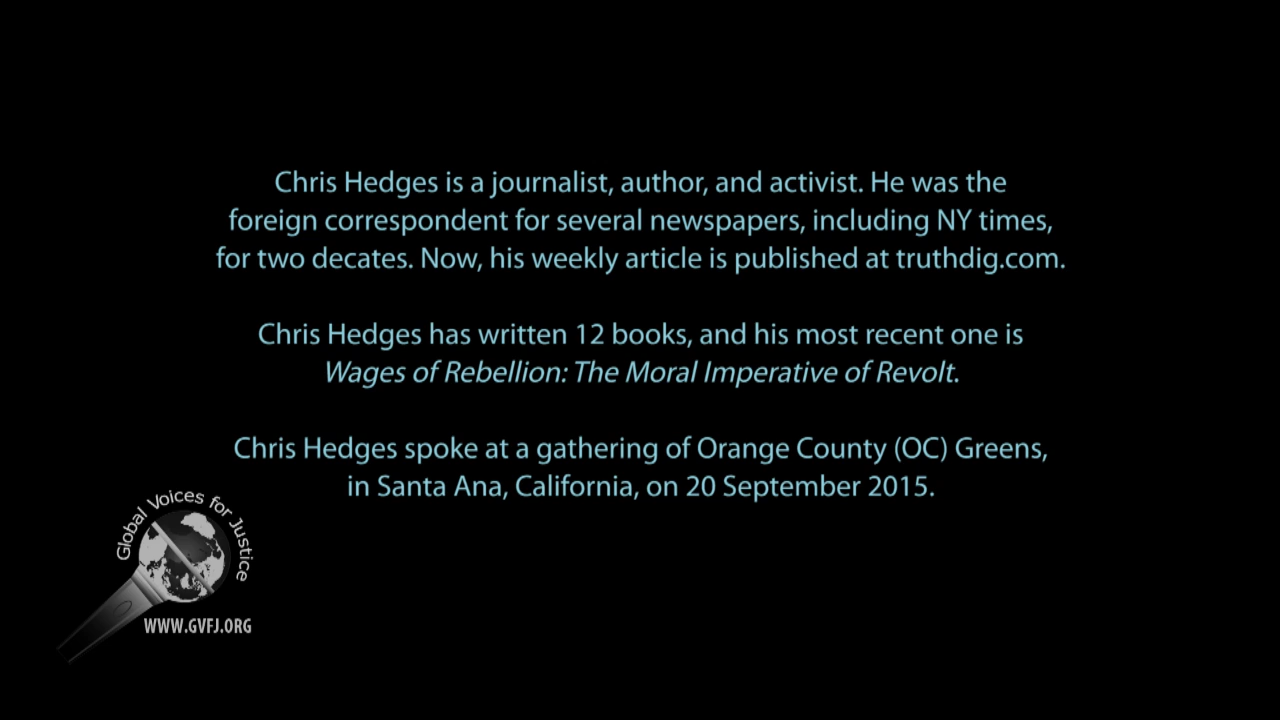 Chris Hedges is a journalist, author, and activist. He was the
foreign correspondent for several newspapers, including NY times,
for two decates. Now, his weekly article is published at truthdig.com.
Chris Hedges has written 12 books, and his most recent one is
Wages of Rebellion: The Moral Imperative of Revolt.
Chris Hedges spoke at a gathering of Orange County (OC) Greens,
in Santa Ana, California, on 20 September 2015.
Global Voices for Justice
WWW.GVFJ.ORG